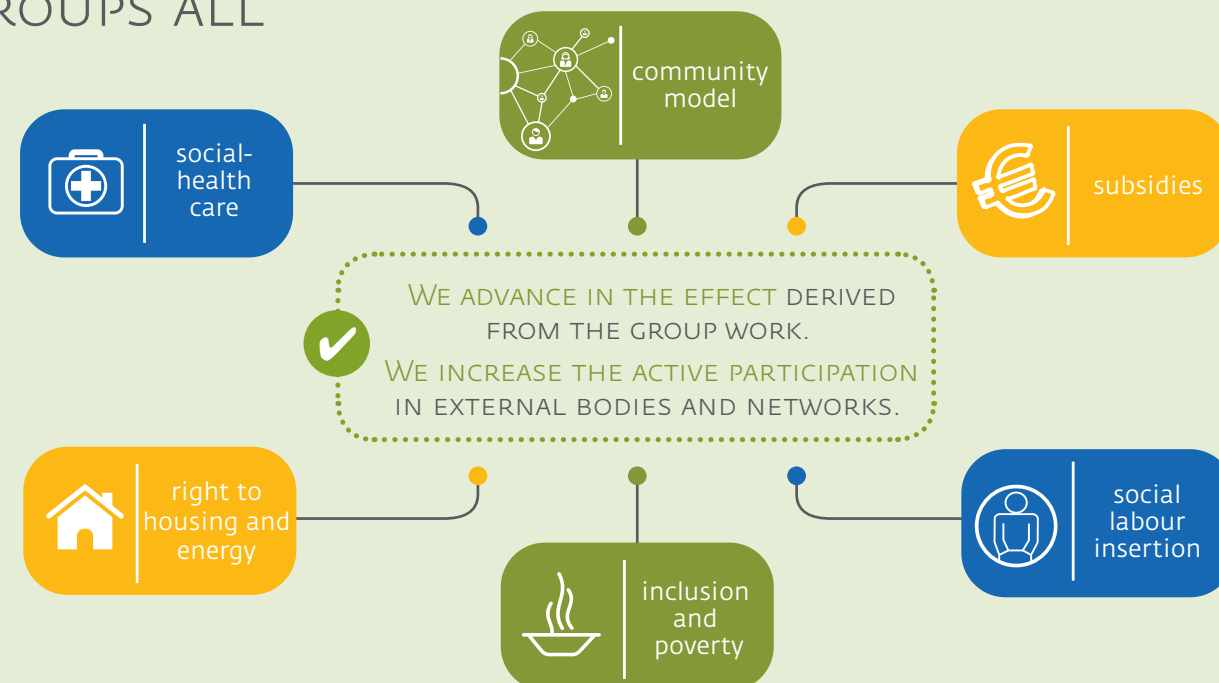 GROUPS ALL
community
model
social-
health
care
subsidies
We advance in the effect derived
from the group work.
We increase the active participation
in external bodies and networks.
right to
housing and
energy
social
labour
insertion
inclusion
and
poverty